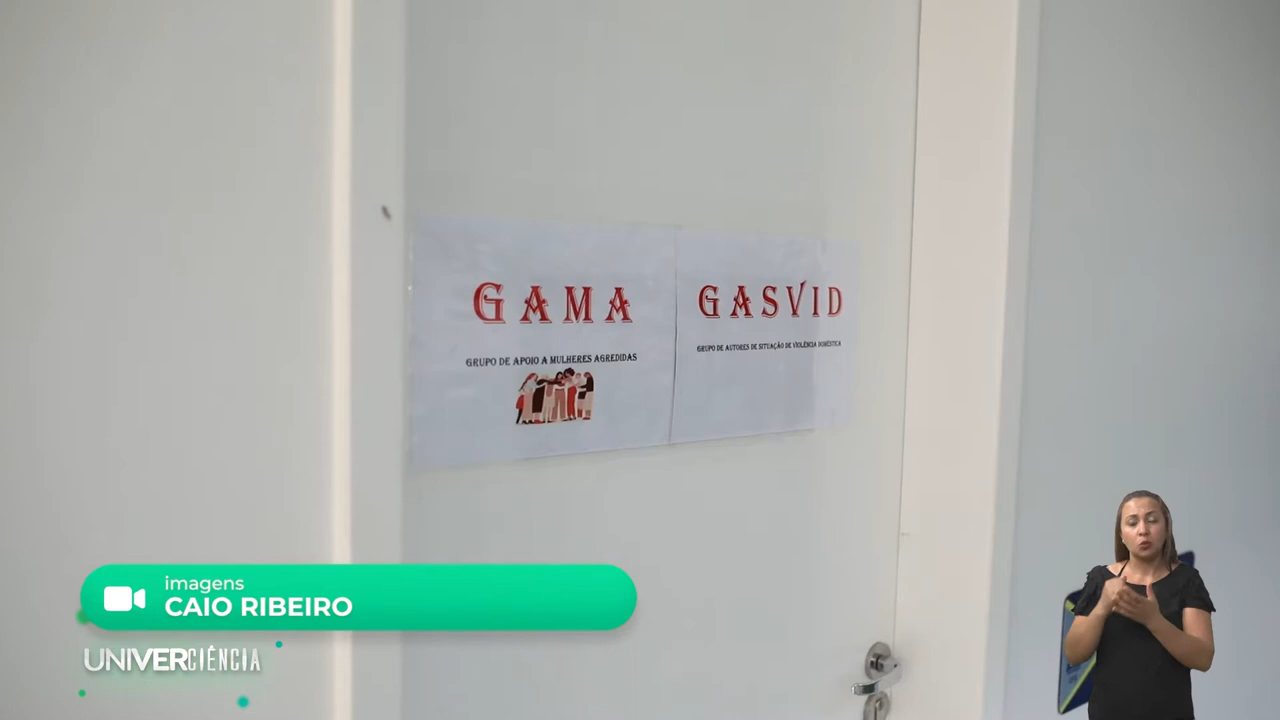 GAMA
GRUPO DE APOIO A MULHERES AGREDIDAS
GASVID
GRUPO DE AUTORES DE SITUAÇÃO DE VIOLÊNCIA DOMÉSTICA
imagens
CAIO RIBEIRO
UNIVERCIÊNCIA